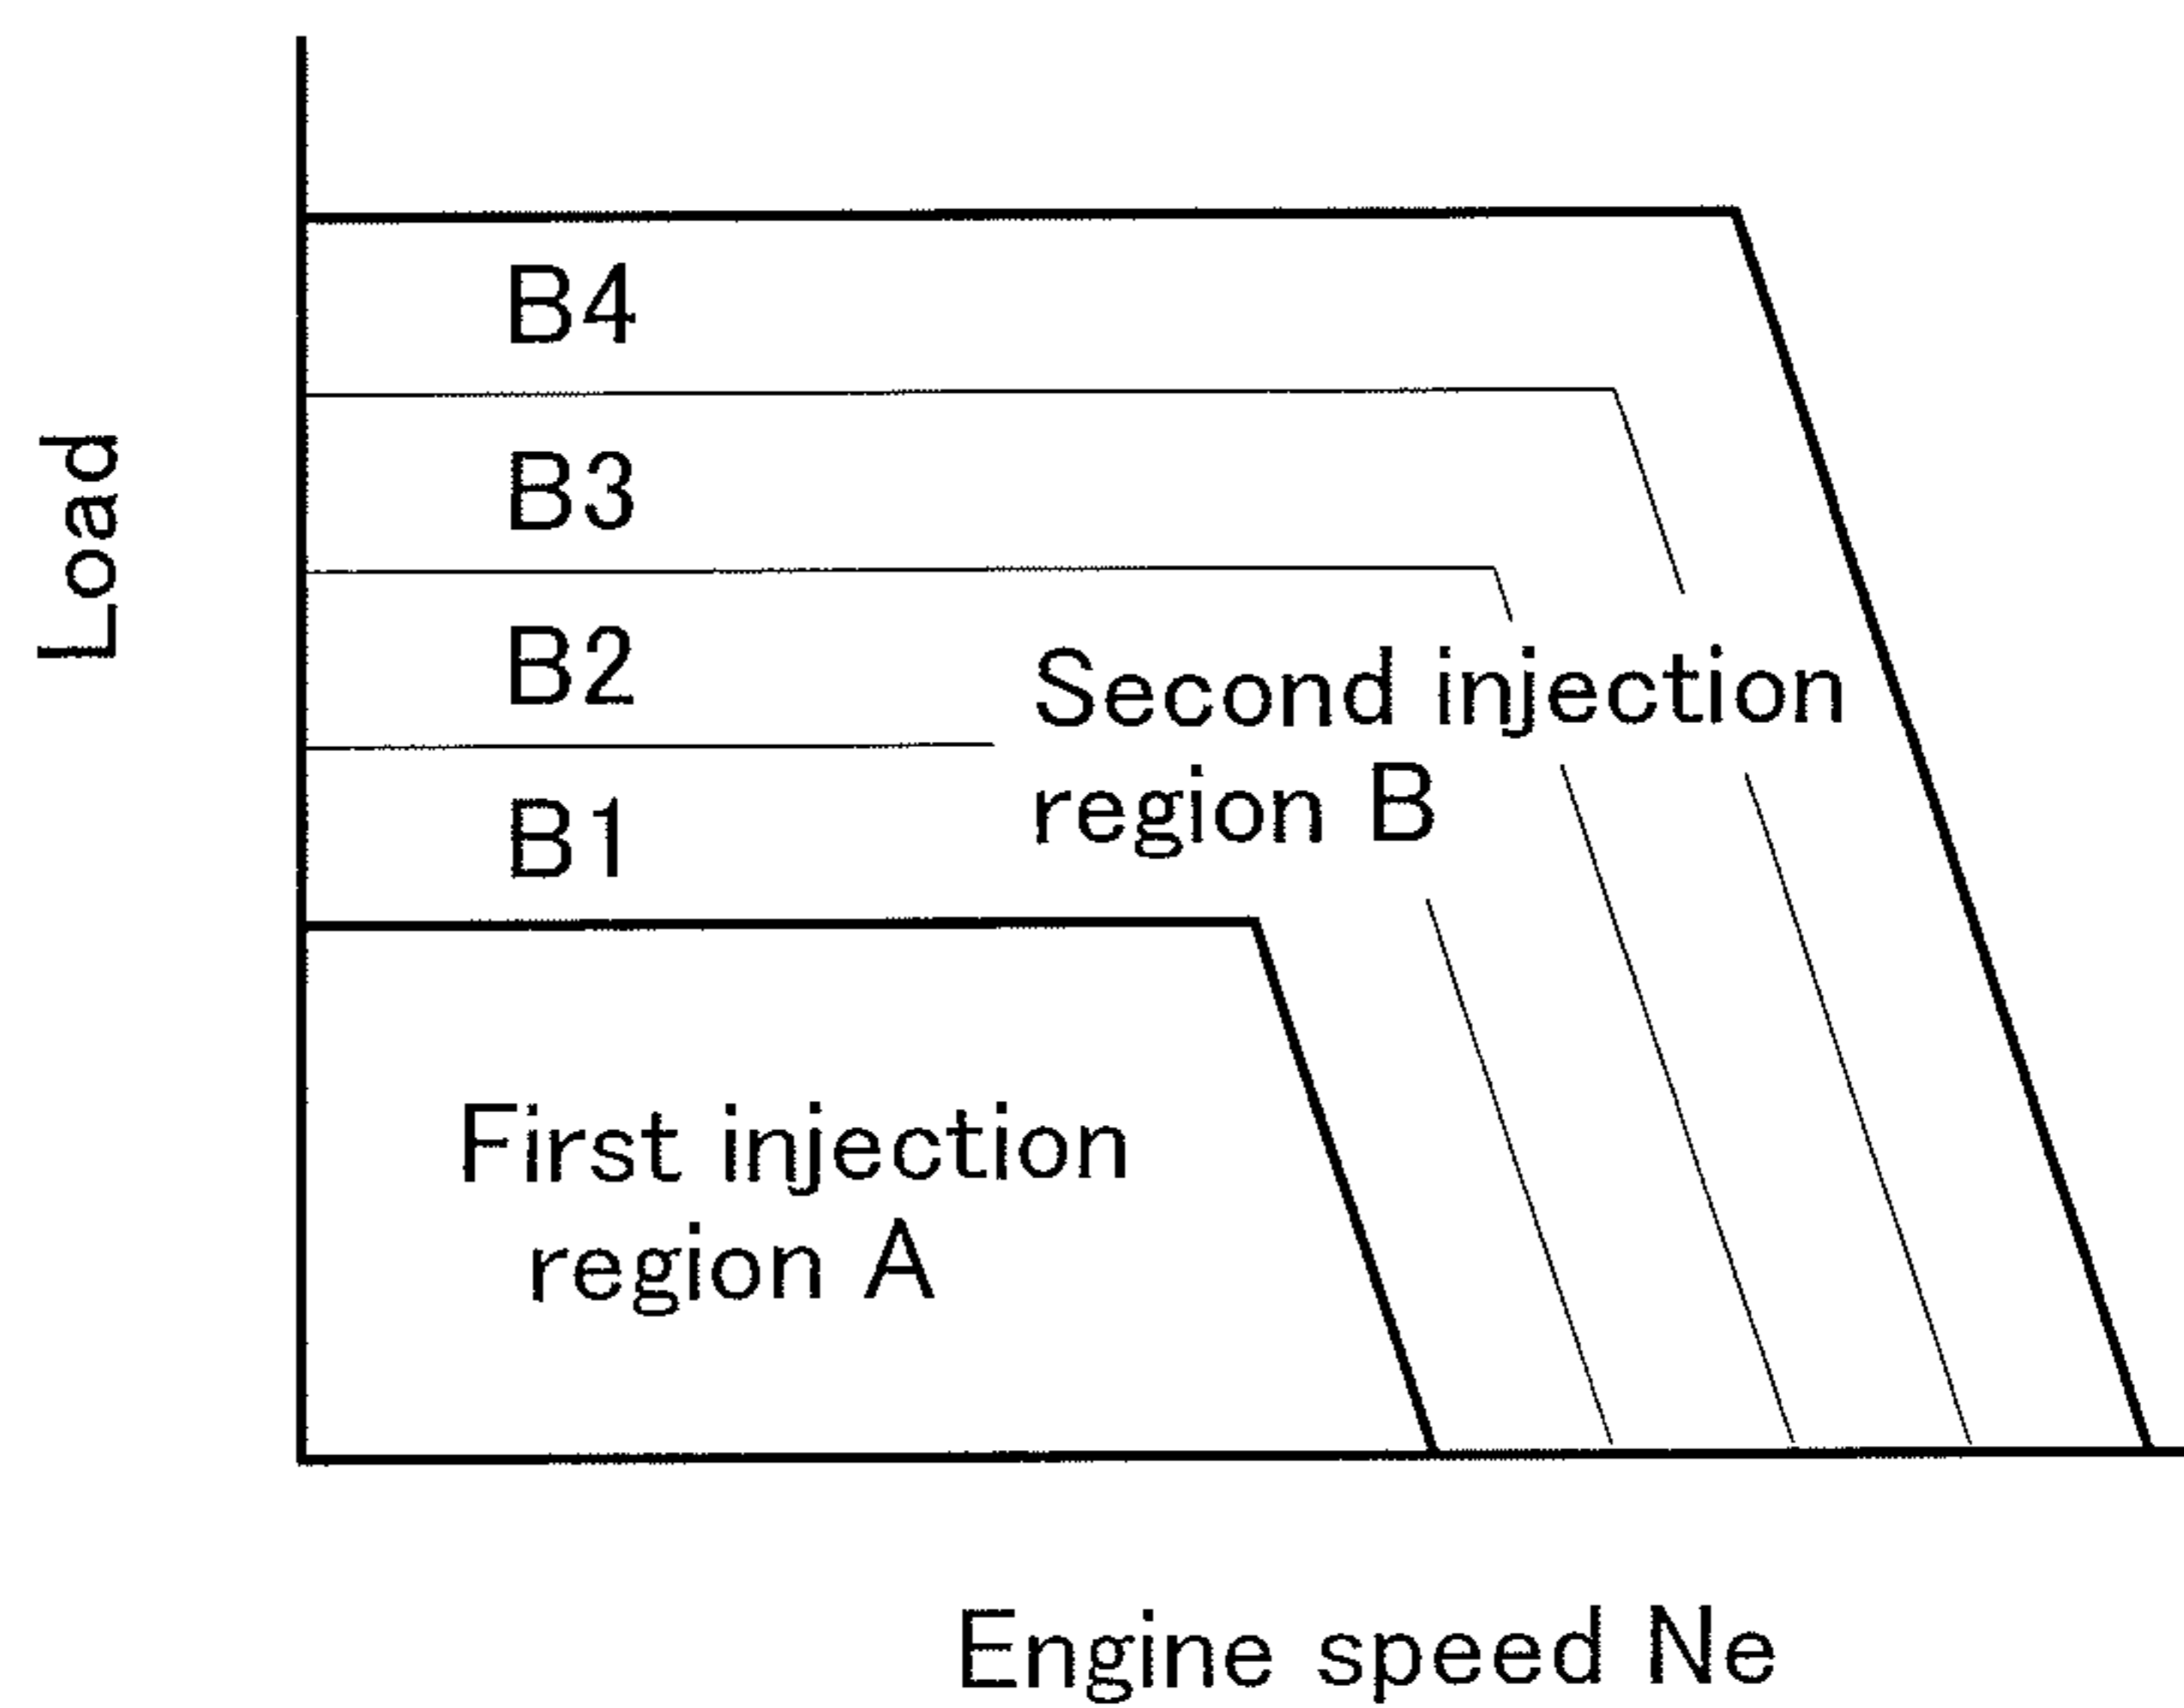 Load
B4
B3
B2
B1
Second injection
region B
First injection
region A
Engine speed Ne